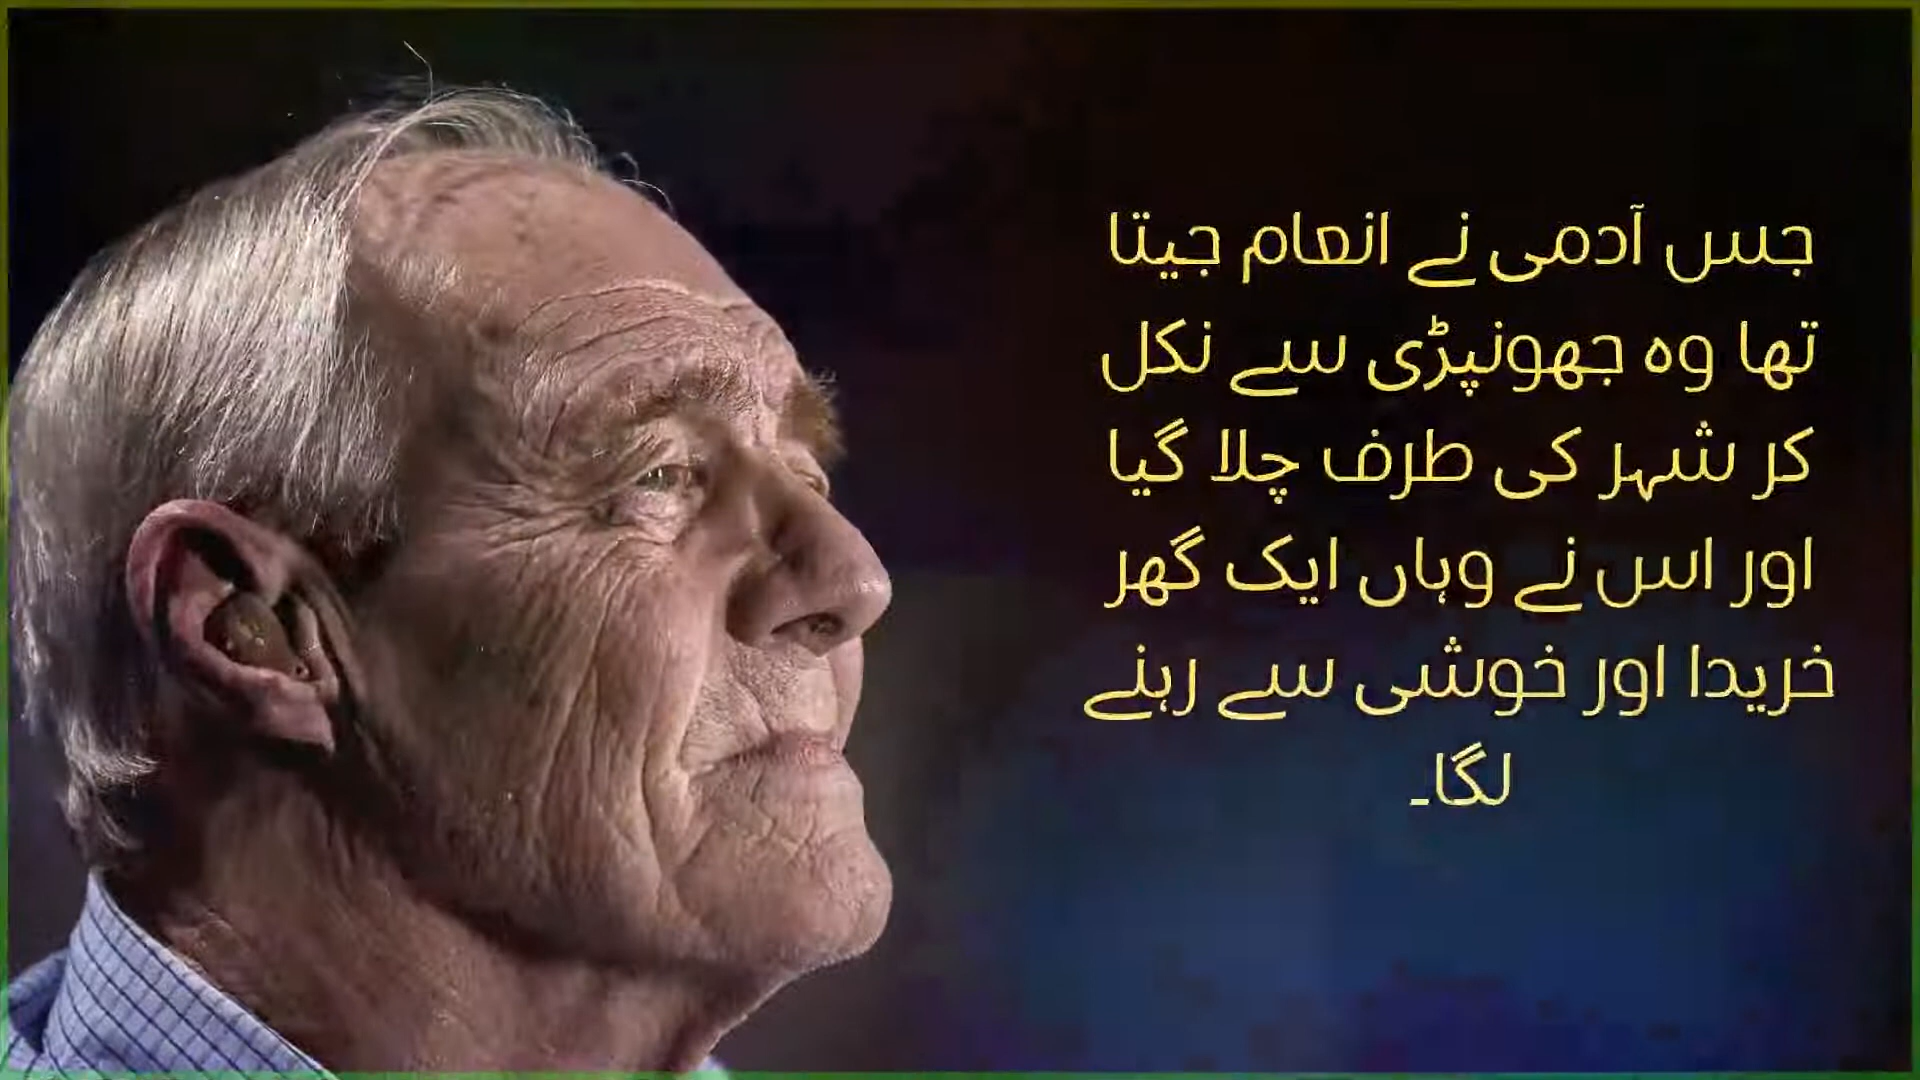 جس آدمی نے انعام جیتا
تھا وہ جھونپڑی سے نکل
کر شہر کی طرف چلا گیا
اور اس نے وہاں ایک گھر
خریدا اور خوشی سے رہنے
لگا۔